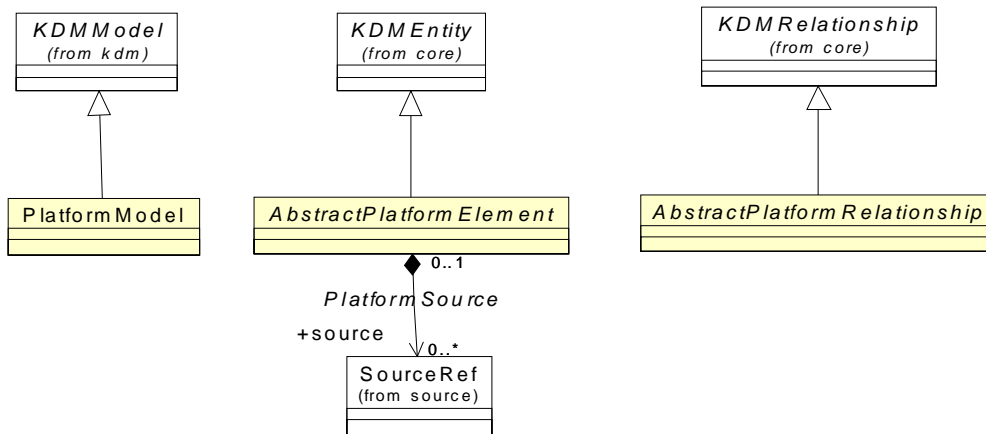 KDMModel
(from kdm)
KDMEntity
(from core)
KDMRelationship
(from core)
PlatformModel
AbstractPlatformElement
AbstractPlatformRelationship
0..1
PlatformSource
+source
0..*
SourceRef
(from source)